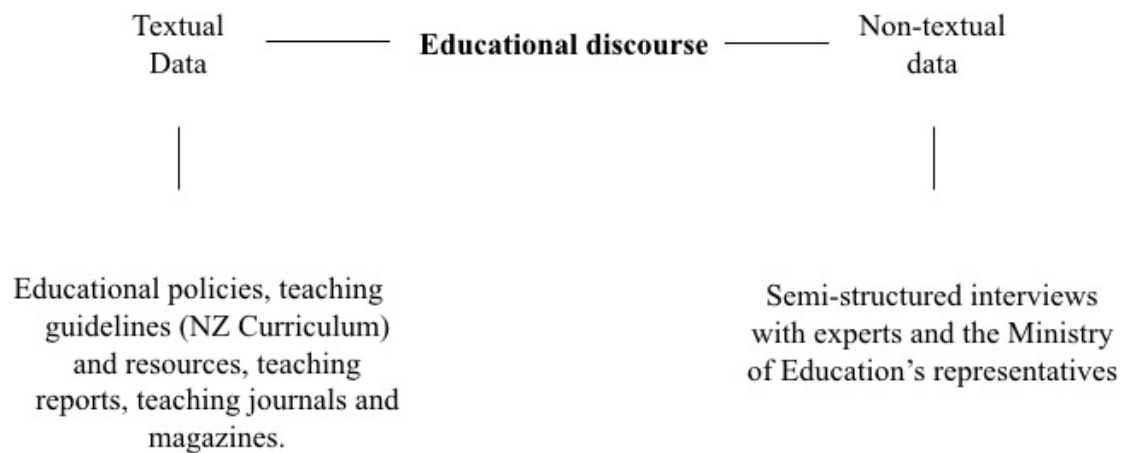 Textual
Data
Educational discourse
Non-textual
data
Educational policies, teaching
guidelines (NZ Curriculum)
and resources, teaching
reports, teaching journals and
magazines.
Semi-structured interviews
with experts and the Ministry
of Education’s representatives